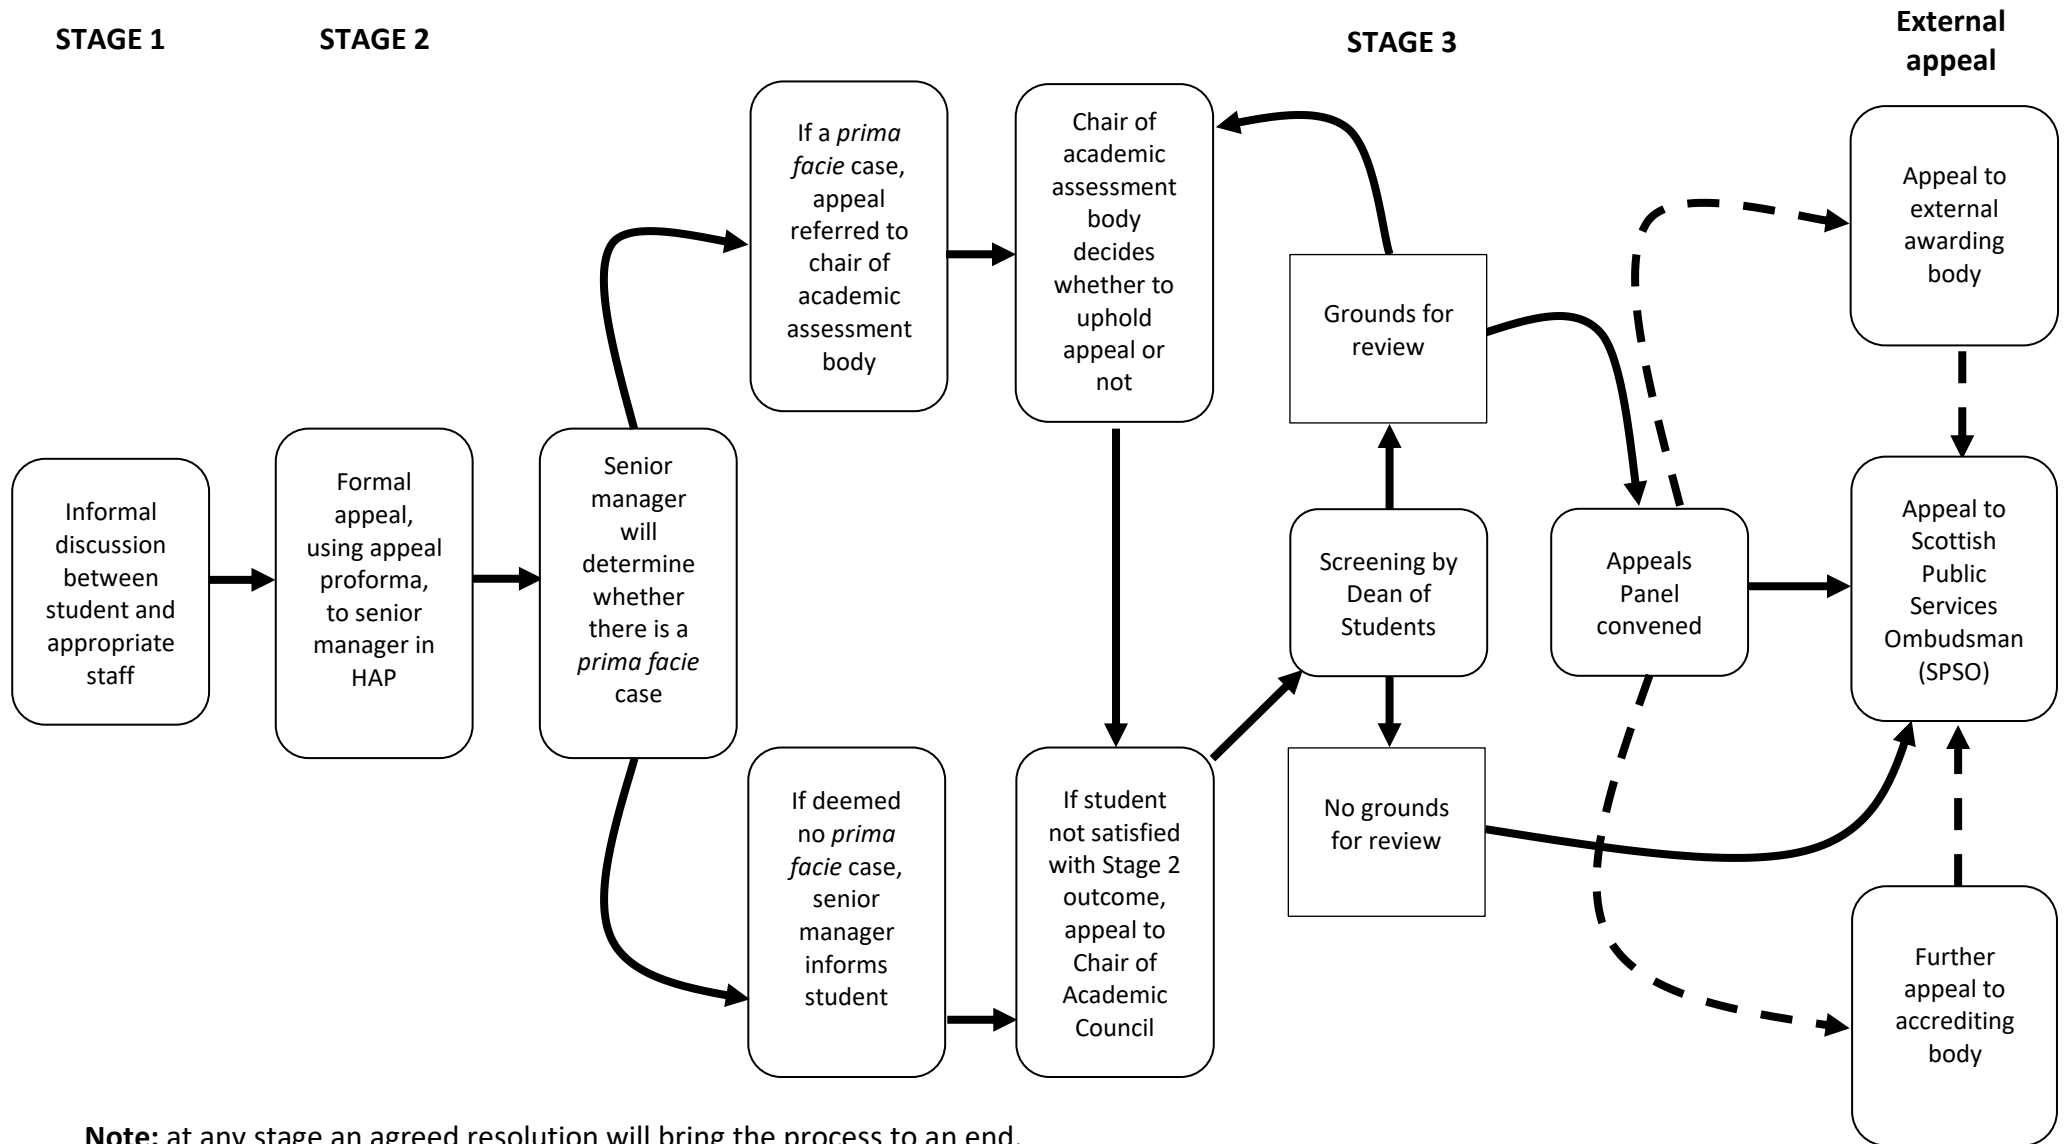 STAGE 1
STAGE 2
STAGE 3
External
appeal
Informal
discussion
between
student and
appropriate
staff
Formal
appeal,
using appeal
proforma,
to senior
manager in
HAP
Senior
manager
will
determine
whether
there is a
prima facie
case
If a prima
facie case,
appeal
referred to
chair of
academic
assessment
body
Chair of
academic
assessment
body
decides
whether to
uphold
appeal or
not
If deemed
no prima
facie case,
senior
manager
informs
student
If student
not satisfied
with Stage 2
outcome,
appeal to
Chair of
Academic
Council
Grounds for
review
Screening by
Dean of
Students
No grounds
for review
Appeals
Panel
convened
Appeal to
external
awarding
body
Appeal to
Scottish
Public
Services
Ombudsman
(SPSO)
Further
appeal to
accrediting
body
Note: at any stage an agreed resolution will bring the process to an end.